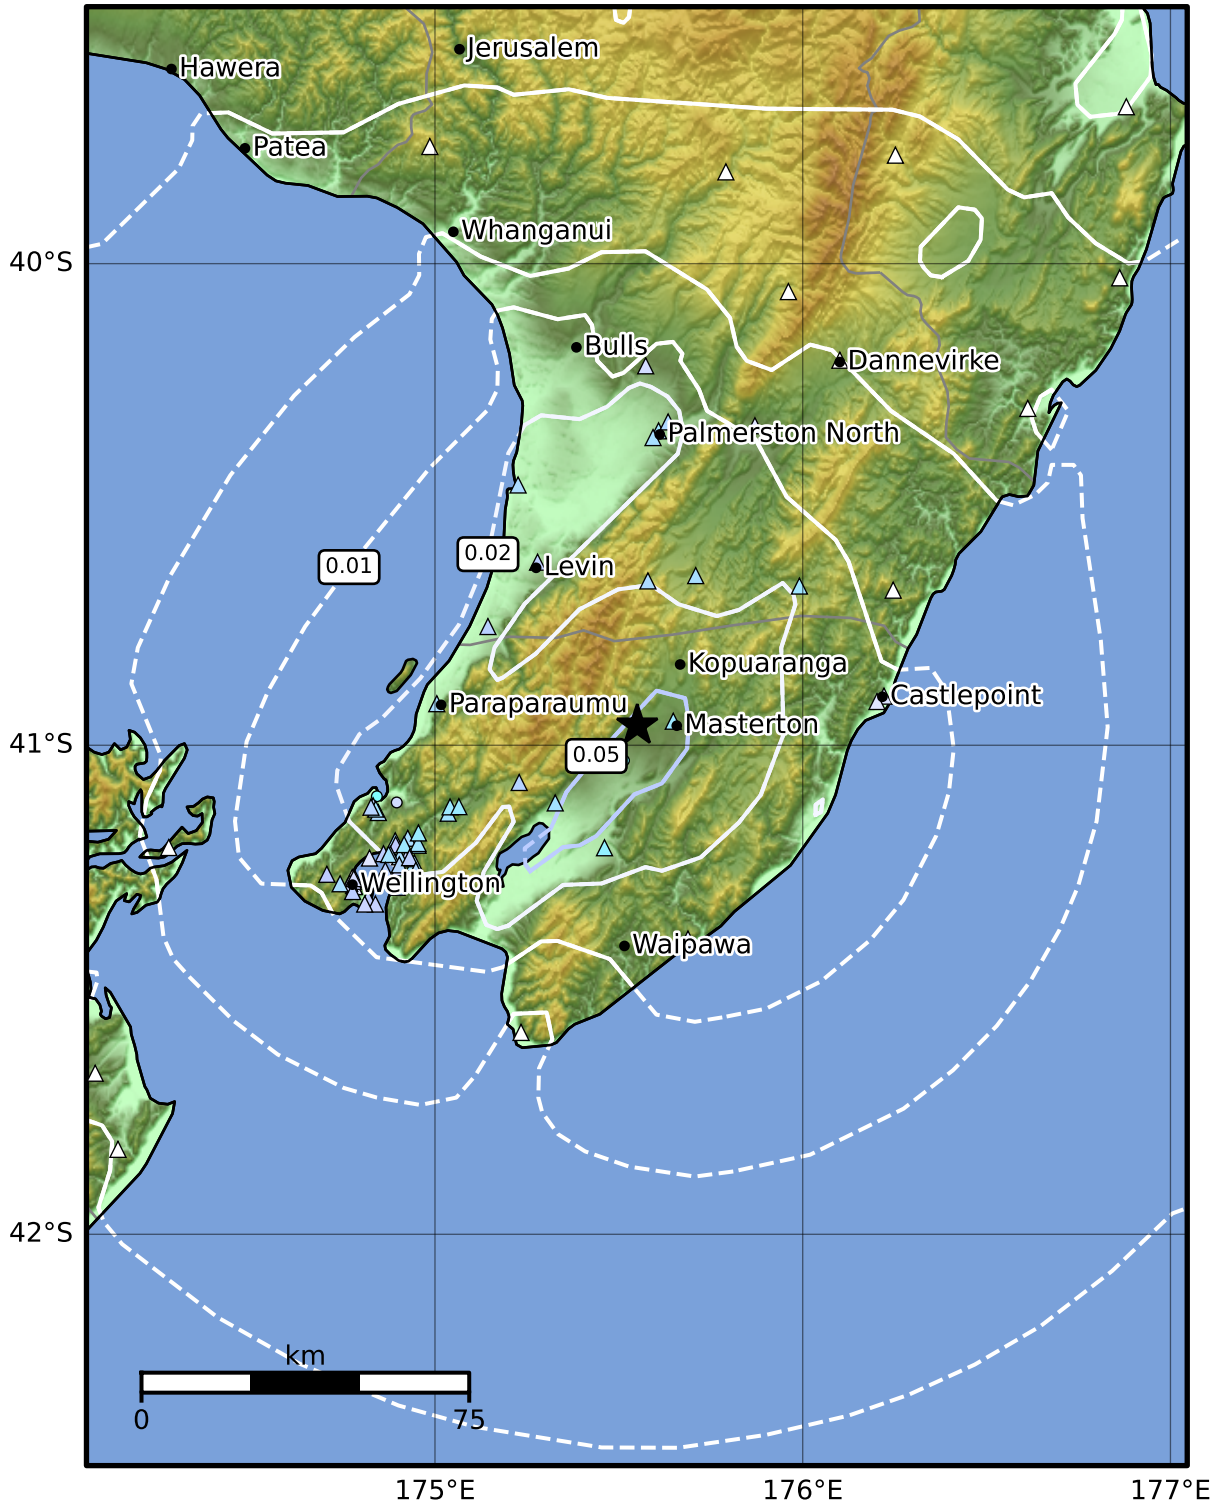 Jerusalem
Hawera
Patea
Whanganui
40°S
Bulls
Dannevirke
Palmerston North
0.02
0.01
Levin
Kopuaranga
Castlepoint
Paraparaumu
Masterton
41°S
0.05
Wellington
Waipawa
42°S
km
0
75
175°E
176°E
177°E